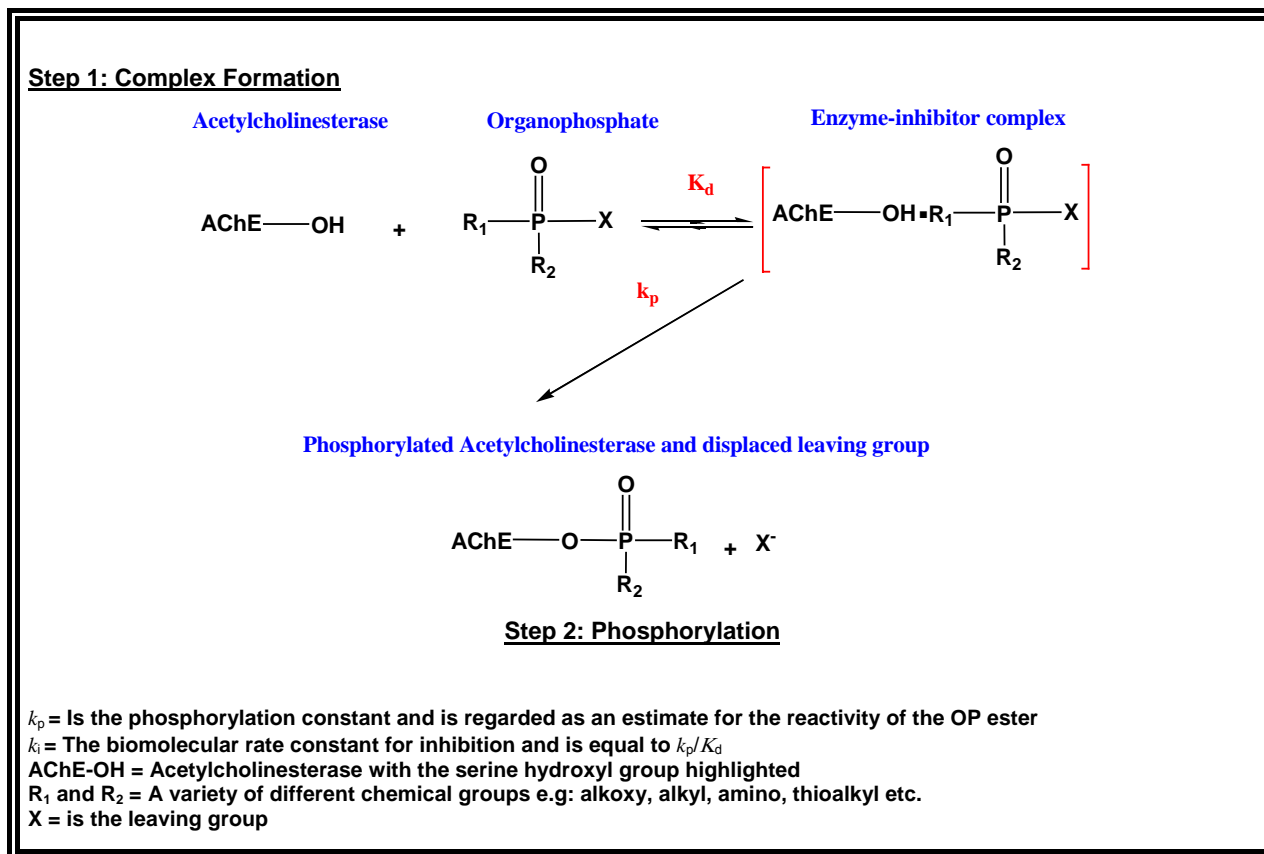 Step 1: Complex Formation
Acetylcholinesterase Organophosphate Enzyme-inhibitor complex
O O
AChE OH + R1 P X Kd AChE OH R1 P X
R2 R2
kp
Phosphorylated Acetylcholinesterase and displaced leaving group
O
AChE O P R1 + X-
R2
Step 2: Phosphorylation
kp = Is the phosphorylation constant and is regarded as an estimate for the reactivity of the OP ester
ki = The biomolecular rate constant for inhibition and is equal to kp/Kd
AChE-OH = Acetylcholinesterase with the serine hydroxyl group highlighted
R1 and R2 = A variety of different chemical groups e.g: alkoxy, alkyl, amino, thioalkyl etc.
X = is the leaving group